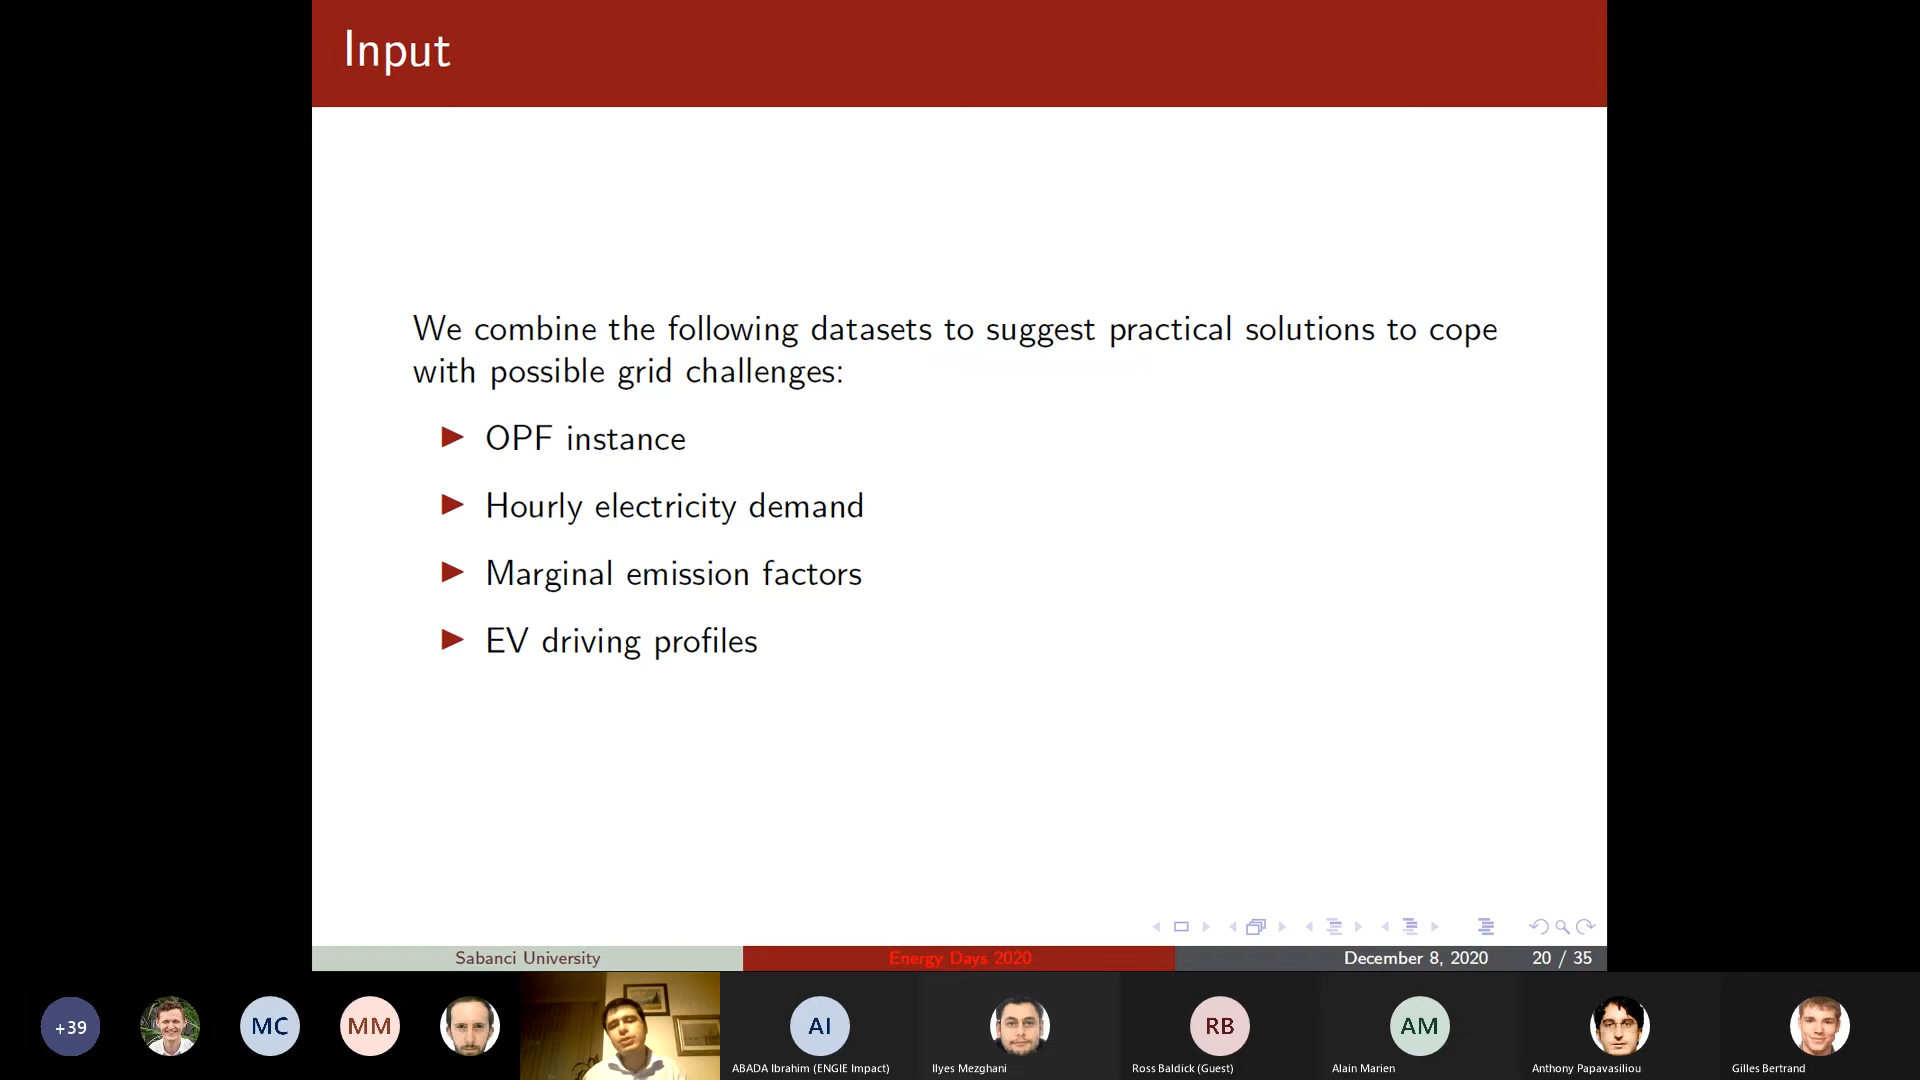 Input
We combine the following datasets to suggest practical solutions to cope
with possible grid challenges:
OPF instance
Hourly electricity demand
Marginal emission factors
EV driving profiles
Sabanci University
Energy Days 2020
December 8, 2020
20 / 35
+39
MC
MM
AI
RB
AM
ABADA Ibrahim (ENGIE Impact)
Ilyes Mezghani
Ross Baldick (Guest)
Alain Marien
Anthony Papavasiliou
Gilles Bertrand